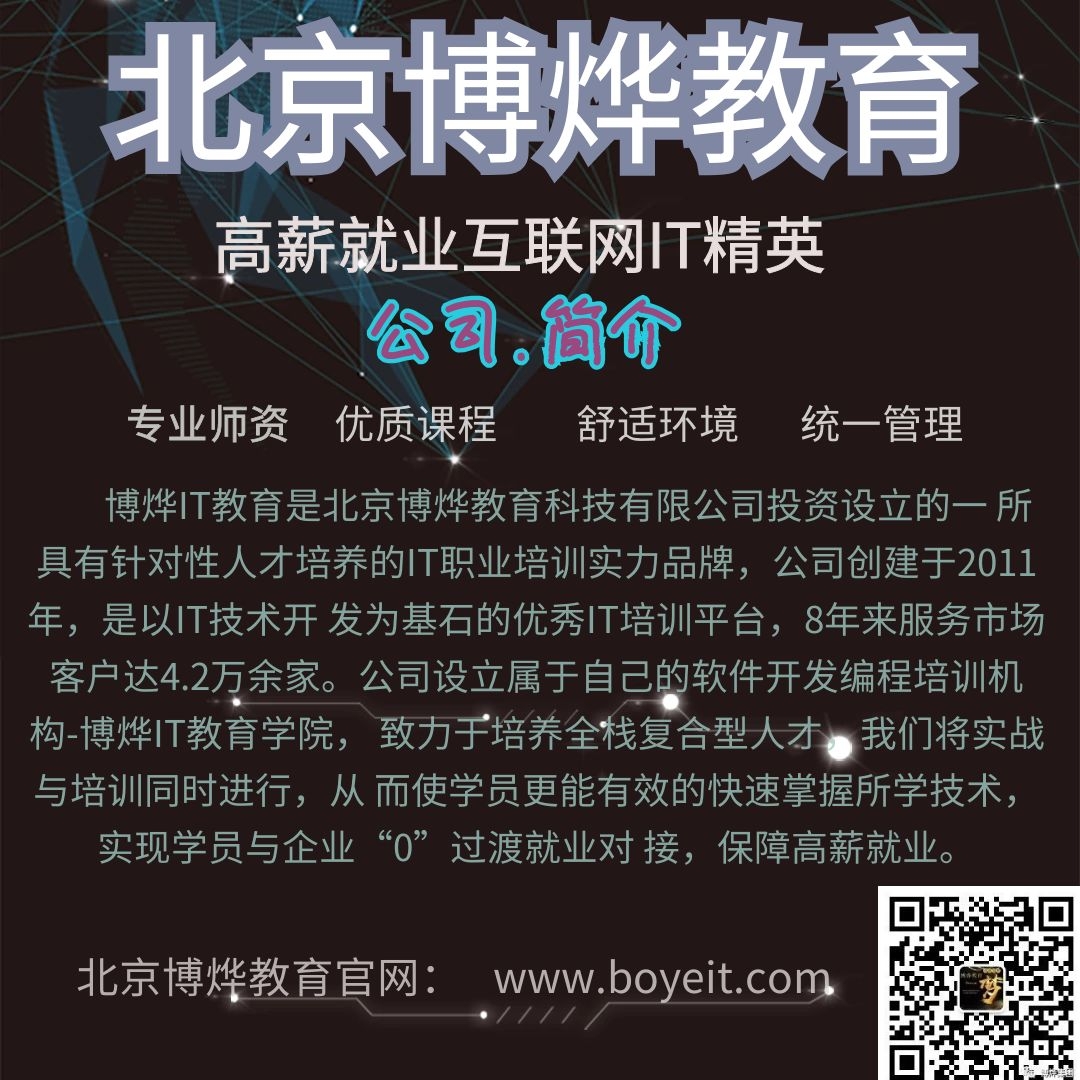 北京博烨教育
高薪就业互联网IT精英
公司.简介
专业师资 优质课程 舒适环境 统一管理
博烨IT教育是北京博烨教育科技有限公司投资设立的一 所
具有针对性人才培养的IT职业培训实力品牌，公司创建于2011
年，是以IT技术开 发为基石的优秀IT培训平台，8年来服务市场
客户达4.2万余家。公司设立属于自己的软件开发编程培训机
构-博烨IT教育学院， 致力于培养全栈复合型人才，我们将实战
与培训同时进行，从 而使学员更能有效的快速掌握所学技术，
实现学员与企业“0”过渡就业对 接，保障高薪就业。
北京博烨教育官网： www.boyeit.com